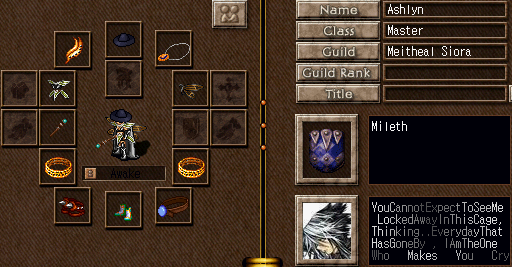 Name Ashlyn
Class Master
Guild Meitheal Siora
Guild Rank
Title
Mileth
Awake
YouCannotExpectToSeeMe
LockedAwayInThisCage,
Thinking..EverydayThat
HasGoneBy , IAmTheOne
Who Makes You Cry